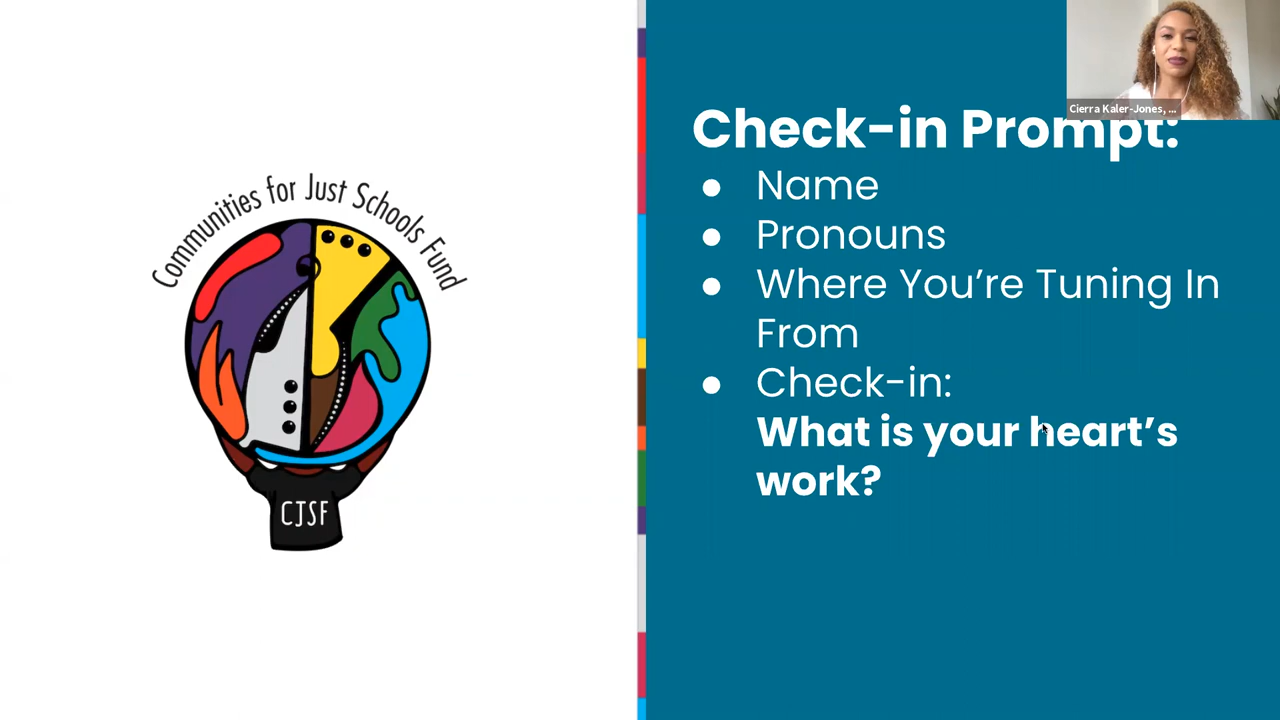 Communities for Just Schools Fund
CJSF
Cierra Kaler-Jones, ...
Check-in Prompt:
● Name
● Pronouns
● Where You’re Tuning In
From
● Check-in:
What is your heart’s
work?